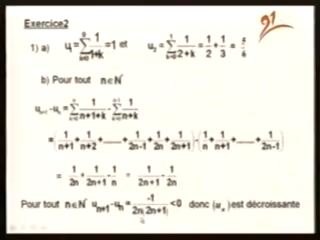 Exercice2
91
1) a) u₁=∑ 1/(1+k) =1 et u₂=∑ 1/(2+k) = 1/2 + 1/3 = 5/6
b) Pour tout n∈N*
uₙ₊₁-uₙ=∑ 1/(n+1+k) - ∑ 1/(n+k)
=(1/(n+1) + 1/(n+2) + ...... + 1/(2n-1) + 1/2n + 1/(2n+1))-(1/n + 1/(n+1) + ...... + 1/(2n-1))
= 1/2n + 1/(2n+1) - 1/n = 1/(2n+1) - 1/2n
Pour tout n∈N* uₙ₊₁-uₙ= -1/(2n(2n+1)) <0 donc (uₙ) est décroissante